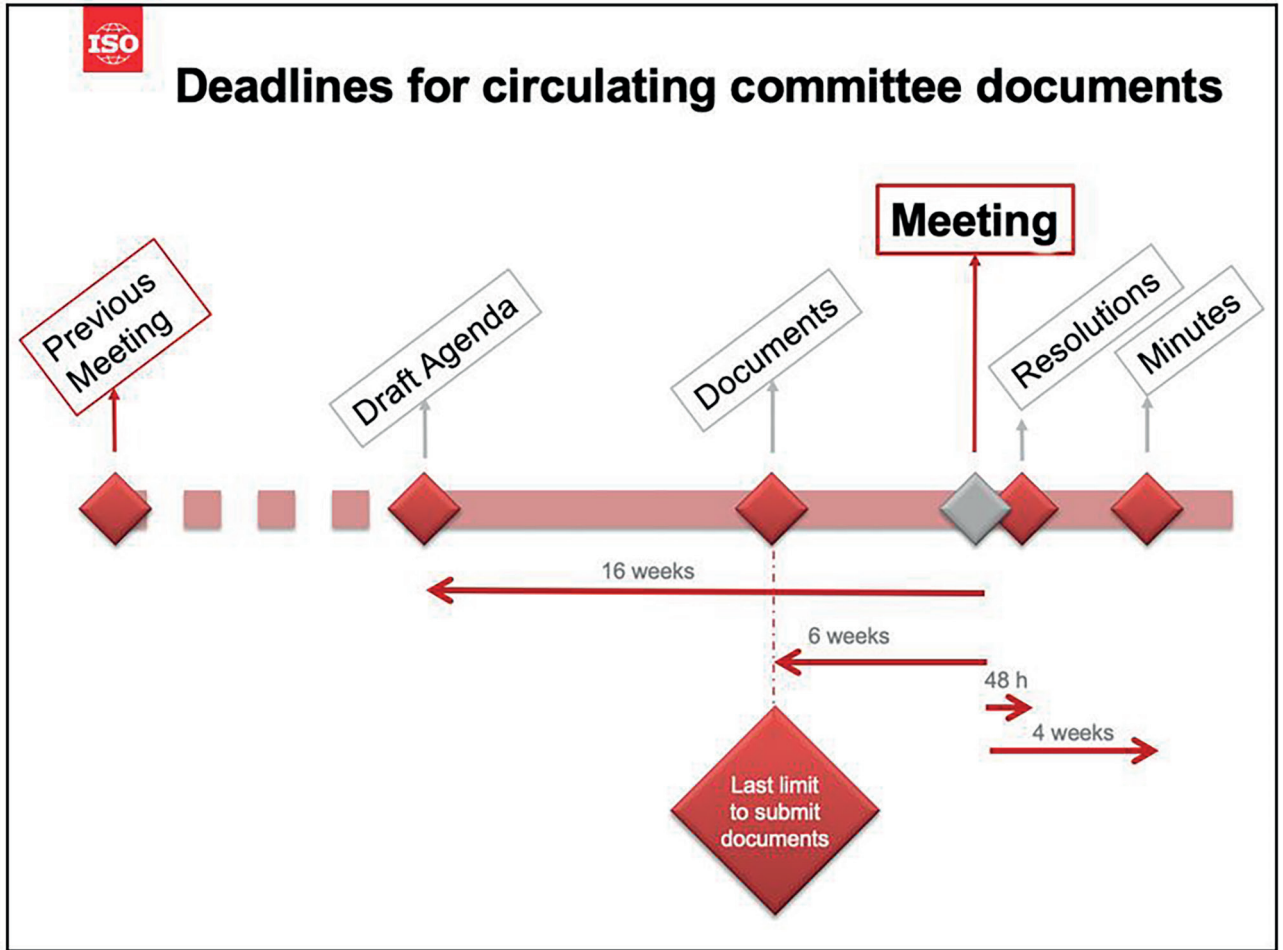 ISO
Deadlines for circulating committee documents
Previous
Meeting
Draft Agenda
Documents
Meeting
Resolutions
Minutes
16 weeks
6 weeks
48 h
4 weeks
Last limit
to submit
documents